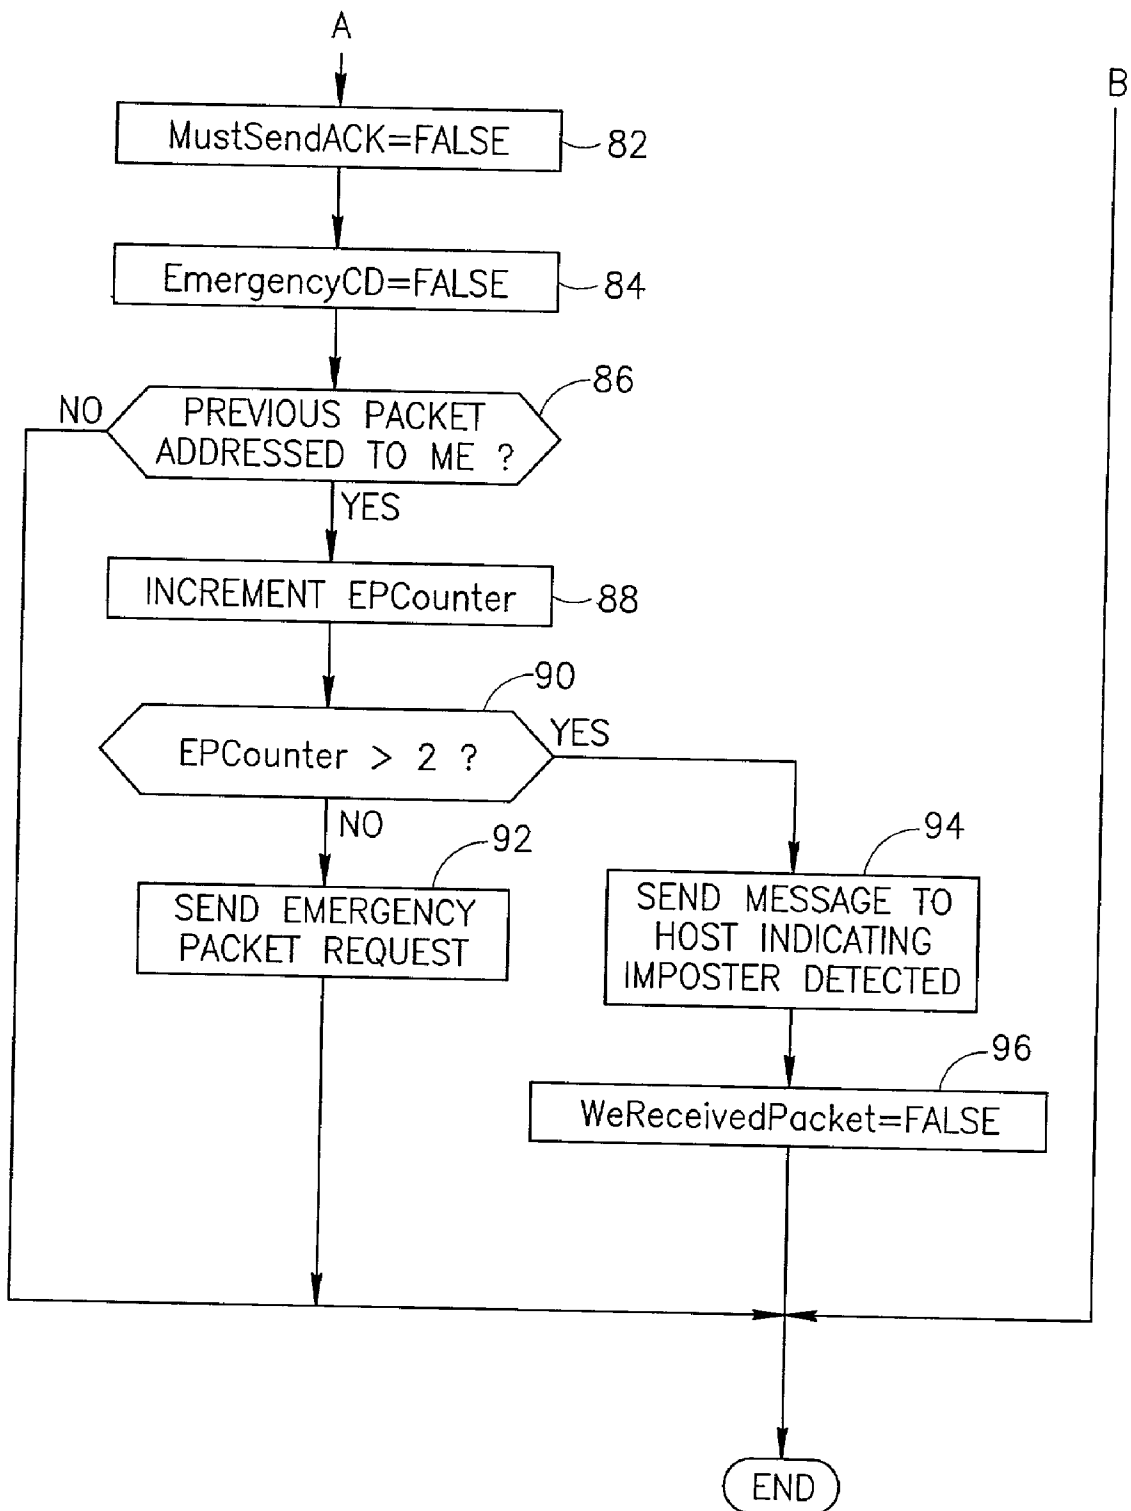 A
B
MustSendACK=FALSE
82
EmergencyCD=FALSE
84
86
NO
PREVIOUS PACKET
ADDRESSED TO ME ?
YES
INCREMENT EPCounter
88
90
EPCounter > 2 ?
YES
NO
92
94
SEND EMERGENCY
PACKET REQUEST
SEND MESSAGE TO
HOST INDICATING
IMPOSTER DETECTED
96
WeReceivedPacket=FALSE
END